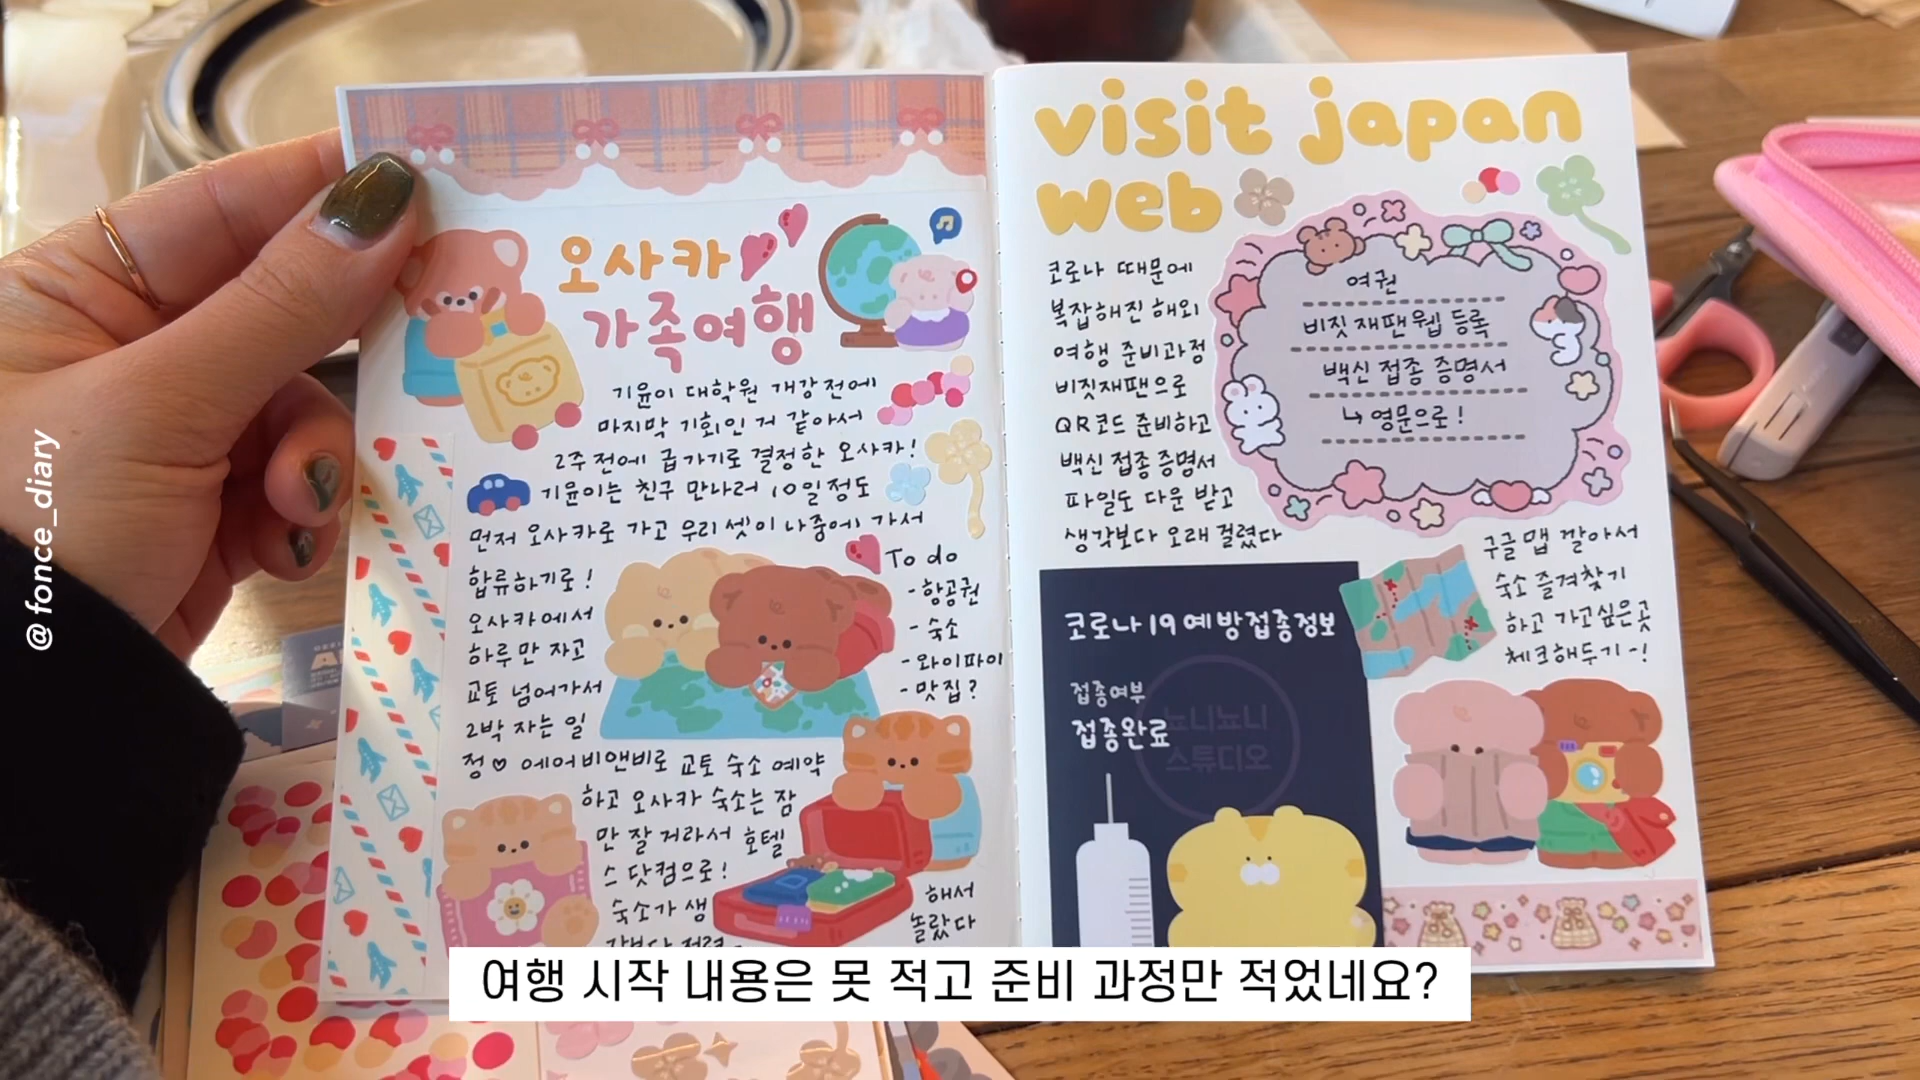 @fonce_diary
오사카
가족여행
기윤이 대학원 개강전에
마지막 기회인거 같아서
2주전에 급가기로 결정한 오사카!
기윤이는 친구 만나러 10일정도
먼저 오사카로 가고 우리 셋이 나중에 가서
합류하기로!
오사카에서
하루만 자고
교토 넘어가서
2박 자는 일
정♡ 에어비앤비로 교토 숙소 예약
하고 오사카 숙소는 잠
만 잘거라서 호텔
스닷컴으로!
숙소가 생
각보다 저렴
해서
놀랐다
To do
- 항공권
- 숙소
- 와이파이
- 맛집?
visit japan
web
코로나 때문에
복잡해진 해외
여행 준비과정
비짓재팬으로
QR코드 준비하고
백신 접종 증명서
파일도 다운 받고
생각보다 오래 걸렸다
여권
비짓재팬웹 등록
백신 접종 증명서
↳ 영문으로!
구글맵 깔아서
숙소 즐겨찾기
하고 가고싶은곳
체크해두기-!
코로나19예방접종정보
접종여부
접종완료
뇨니뇨니
스튜디오
여행 시작 내용은 못 적고 준비 과정만 적었네요?